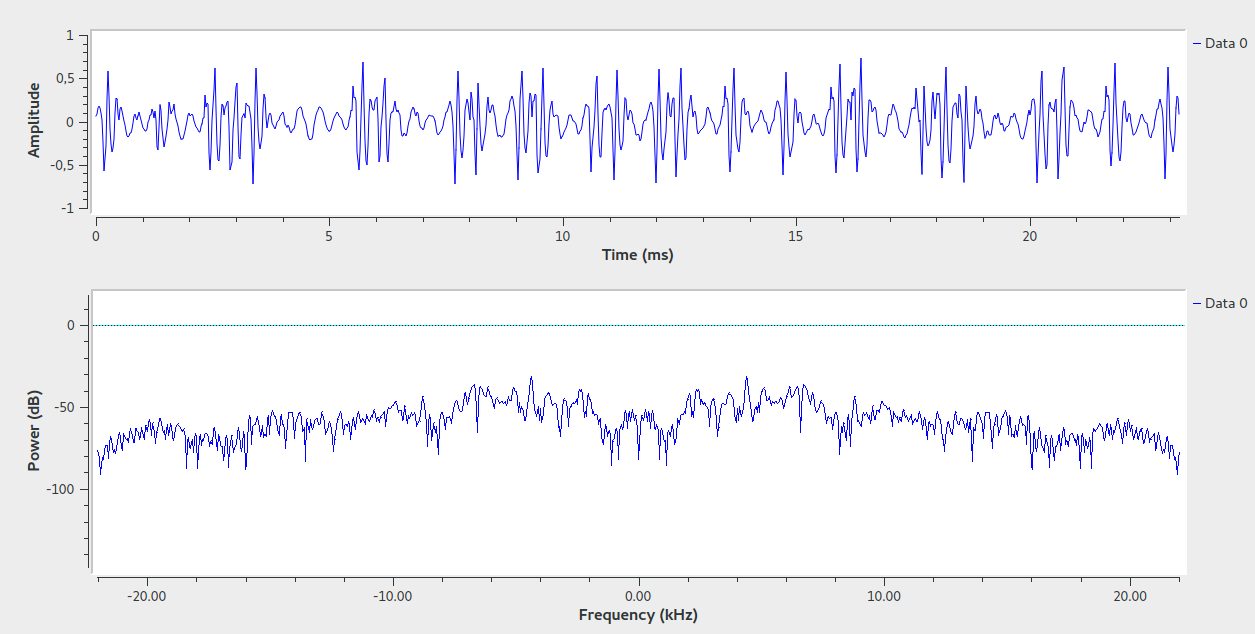 1
Data 0
0,5
0
-0,5
-1
Amplitude
0 5 10 15 20
Time (ms)
Data 0
0
-50
-100
Power (dB)
-20.00 -10.00 0.00 10.00 20.00
Frequency (kHz)